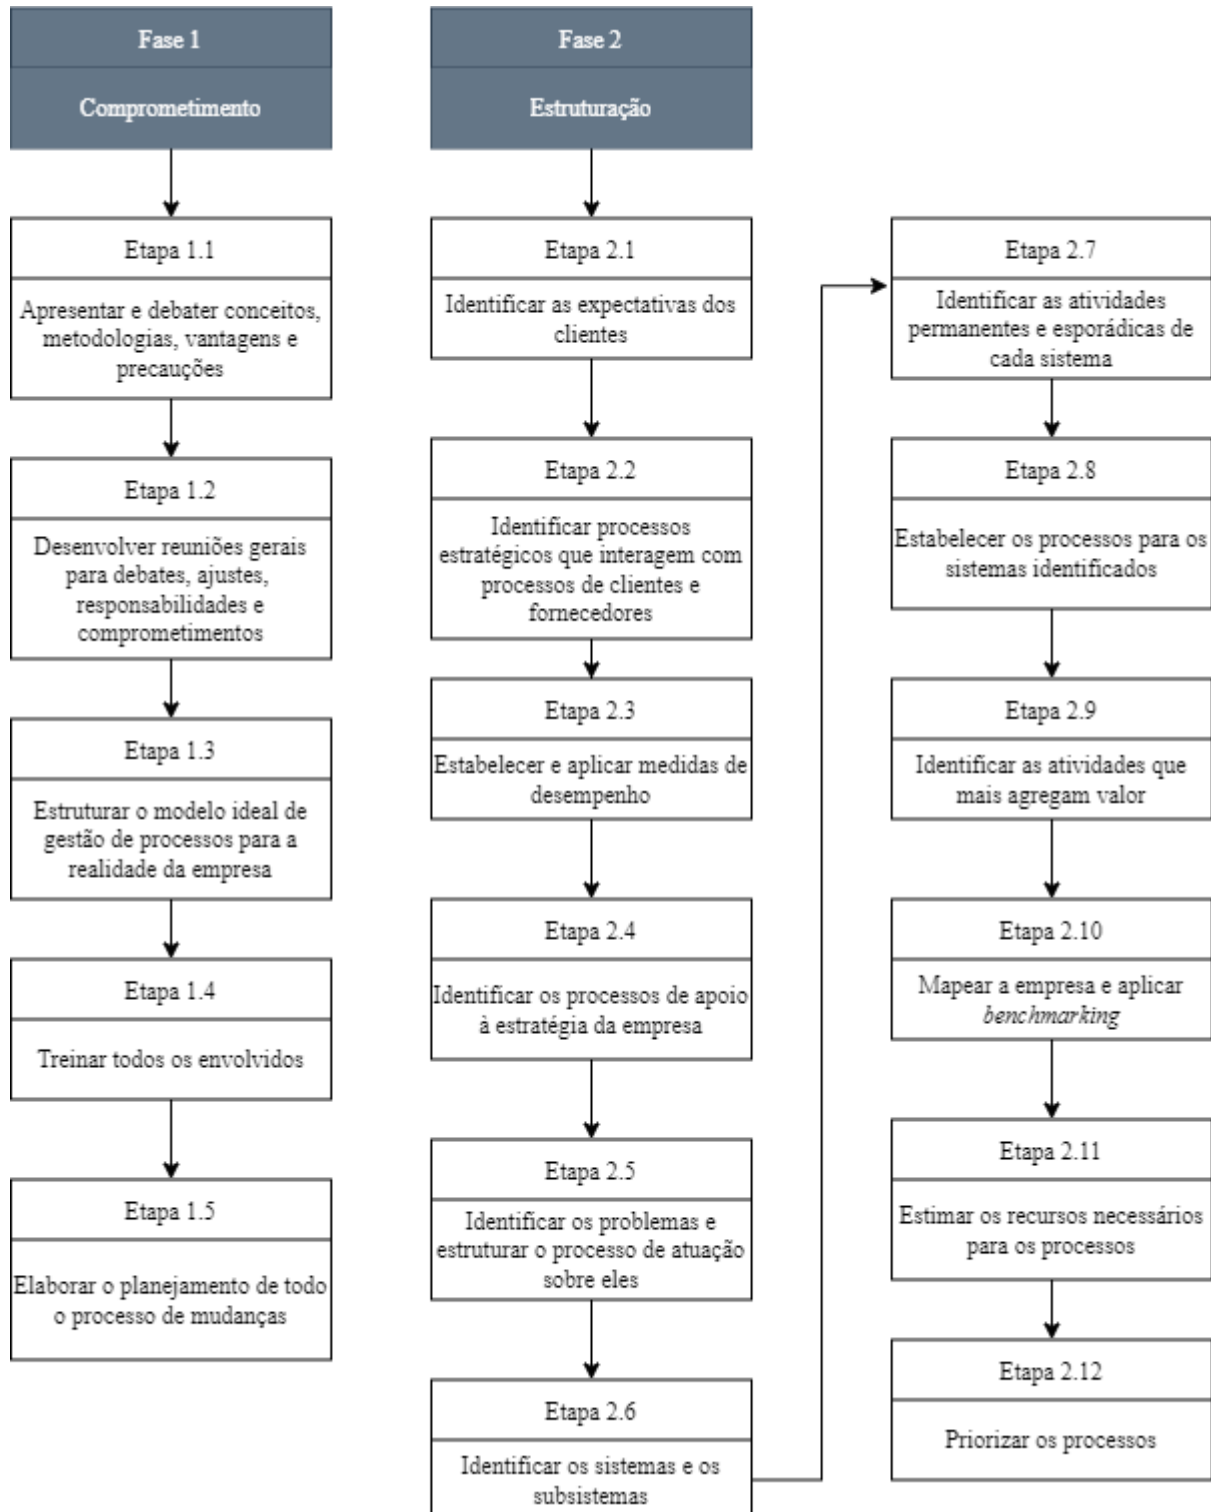 Fase 1
Comprometimento
Etapa 1.1
Apresentar e debater conceitos,
metodologias, vantagens e
precauções
Etapa 1.2
Desenvolver reuniões gerais
para debates, ajustes,
responsabilidades e
comprometimentos
Etapa 1.3
Estruturar o modelo ideal de
gestão de processos para a
realidade da empresa
Etapa 1.4
Treinar todos os envolvidos
Etapa 1.5
Elaborar o planejamento de todo
o processo de mudanças
Fase 2
Estruturação
Etapa 2.1
Identificar as expectativas dos
clientes
Etapa 2.2
Identificar processos
estratégicos que interagem com
processos de clientes e
fornecedores
Etapa 2.3
Estabelecer e aplicar medidas de
desempenho
Etapa 2.4
Identificar os processos de apoio
à estratégia da empresa
Etapa 2.5
Identificar os problemas e
estruturar o processo de atuação
sobre eles
Etapa 2.6
Identificar os sistemas e os
subsistemas
Etapa 2.7
Identificar as atividades
permanentes e esporádicas de
cada sistema
Etapa 2.8
Estabelecer os processos para os
sistemas identificados
Etapa 2.9
Identificar as atividades que
mais agregam valor
Etapa 2.10
Mapear a empresa e aplicar
benchmarking
Etapa 2.11
Estimar os recursos necessários
para os processos
Etapa 2.12
Priorizar os processos